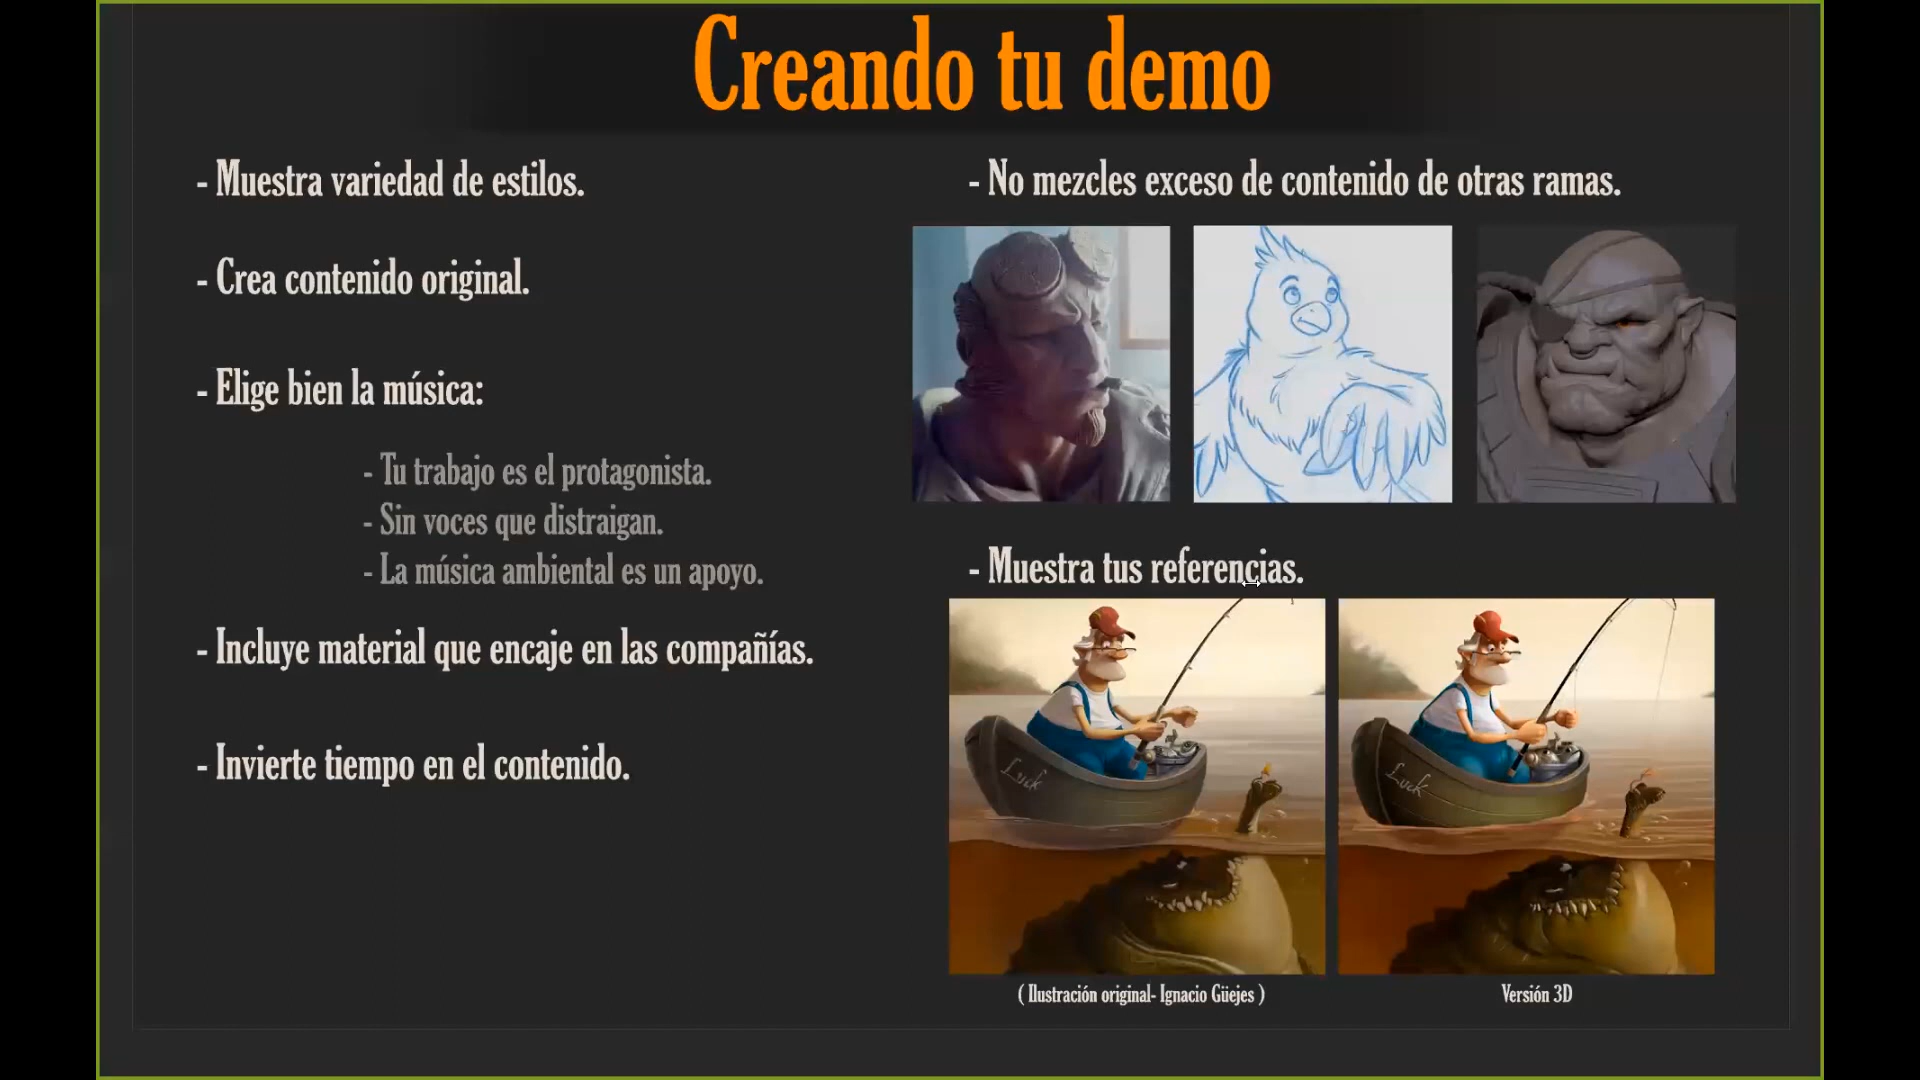 Creando tu demo
- Muestra variedad de estilos.
- Crea contenido original.
- Elige bien la música:
- Tu trabajo es el protagonista.
- Sin voces que distraigan.
- La música ambiental es un apoyo.
- Incluye material que encaje en las compañías.
- Invierte tiempo en el contenido.
- No mezcles exceso de contenido de otras ramas.
- Muestra tus referencias.
Luck
Luck
( Ilustración original- Ignacio Güejes )
Versión 3D